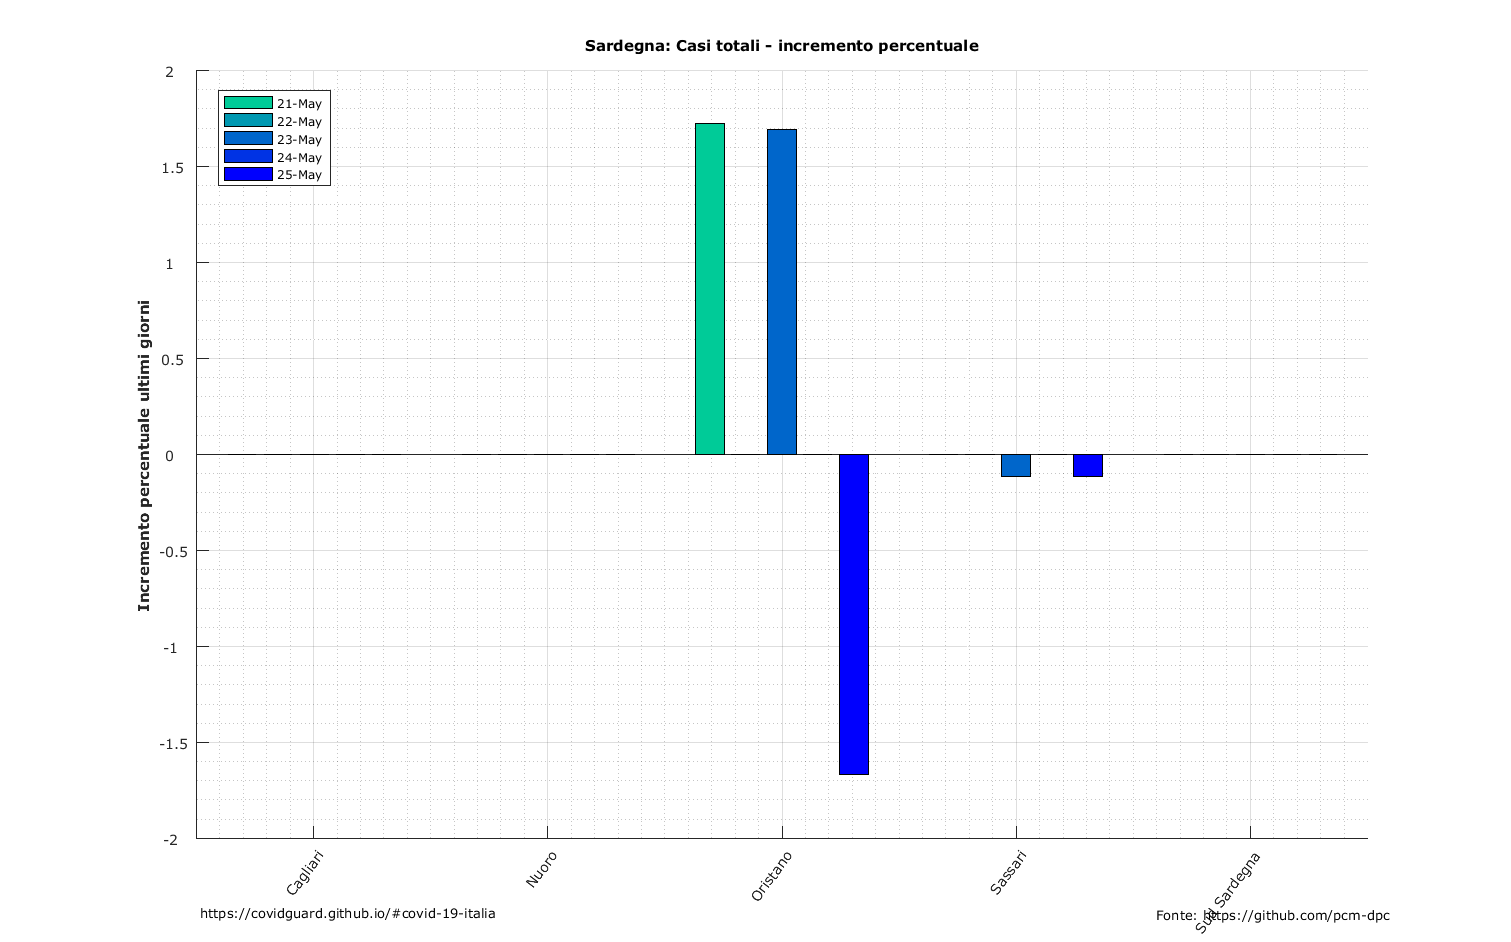 Sardegna: Casi totali - incremento percentuale
2
21-May
22-May
23-May
24-May
25-May
1.5
1
0.5
0
-0.5
-1
-1.5
-2
Incremento percentuale ultimi giorni
Cagliari
Nuoro
Oristano
Sassari
Sud Sardegna
https://covidguard.github.io/#covid-19-italia
Fonte: https://github.com/pcm-dpc